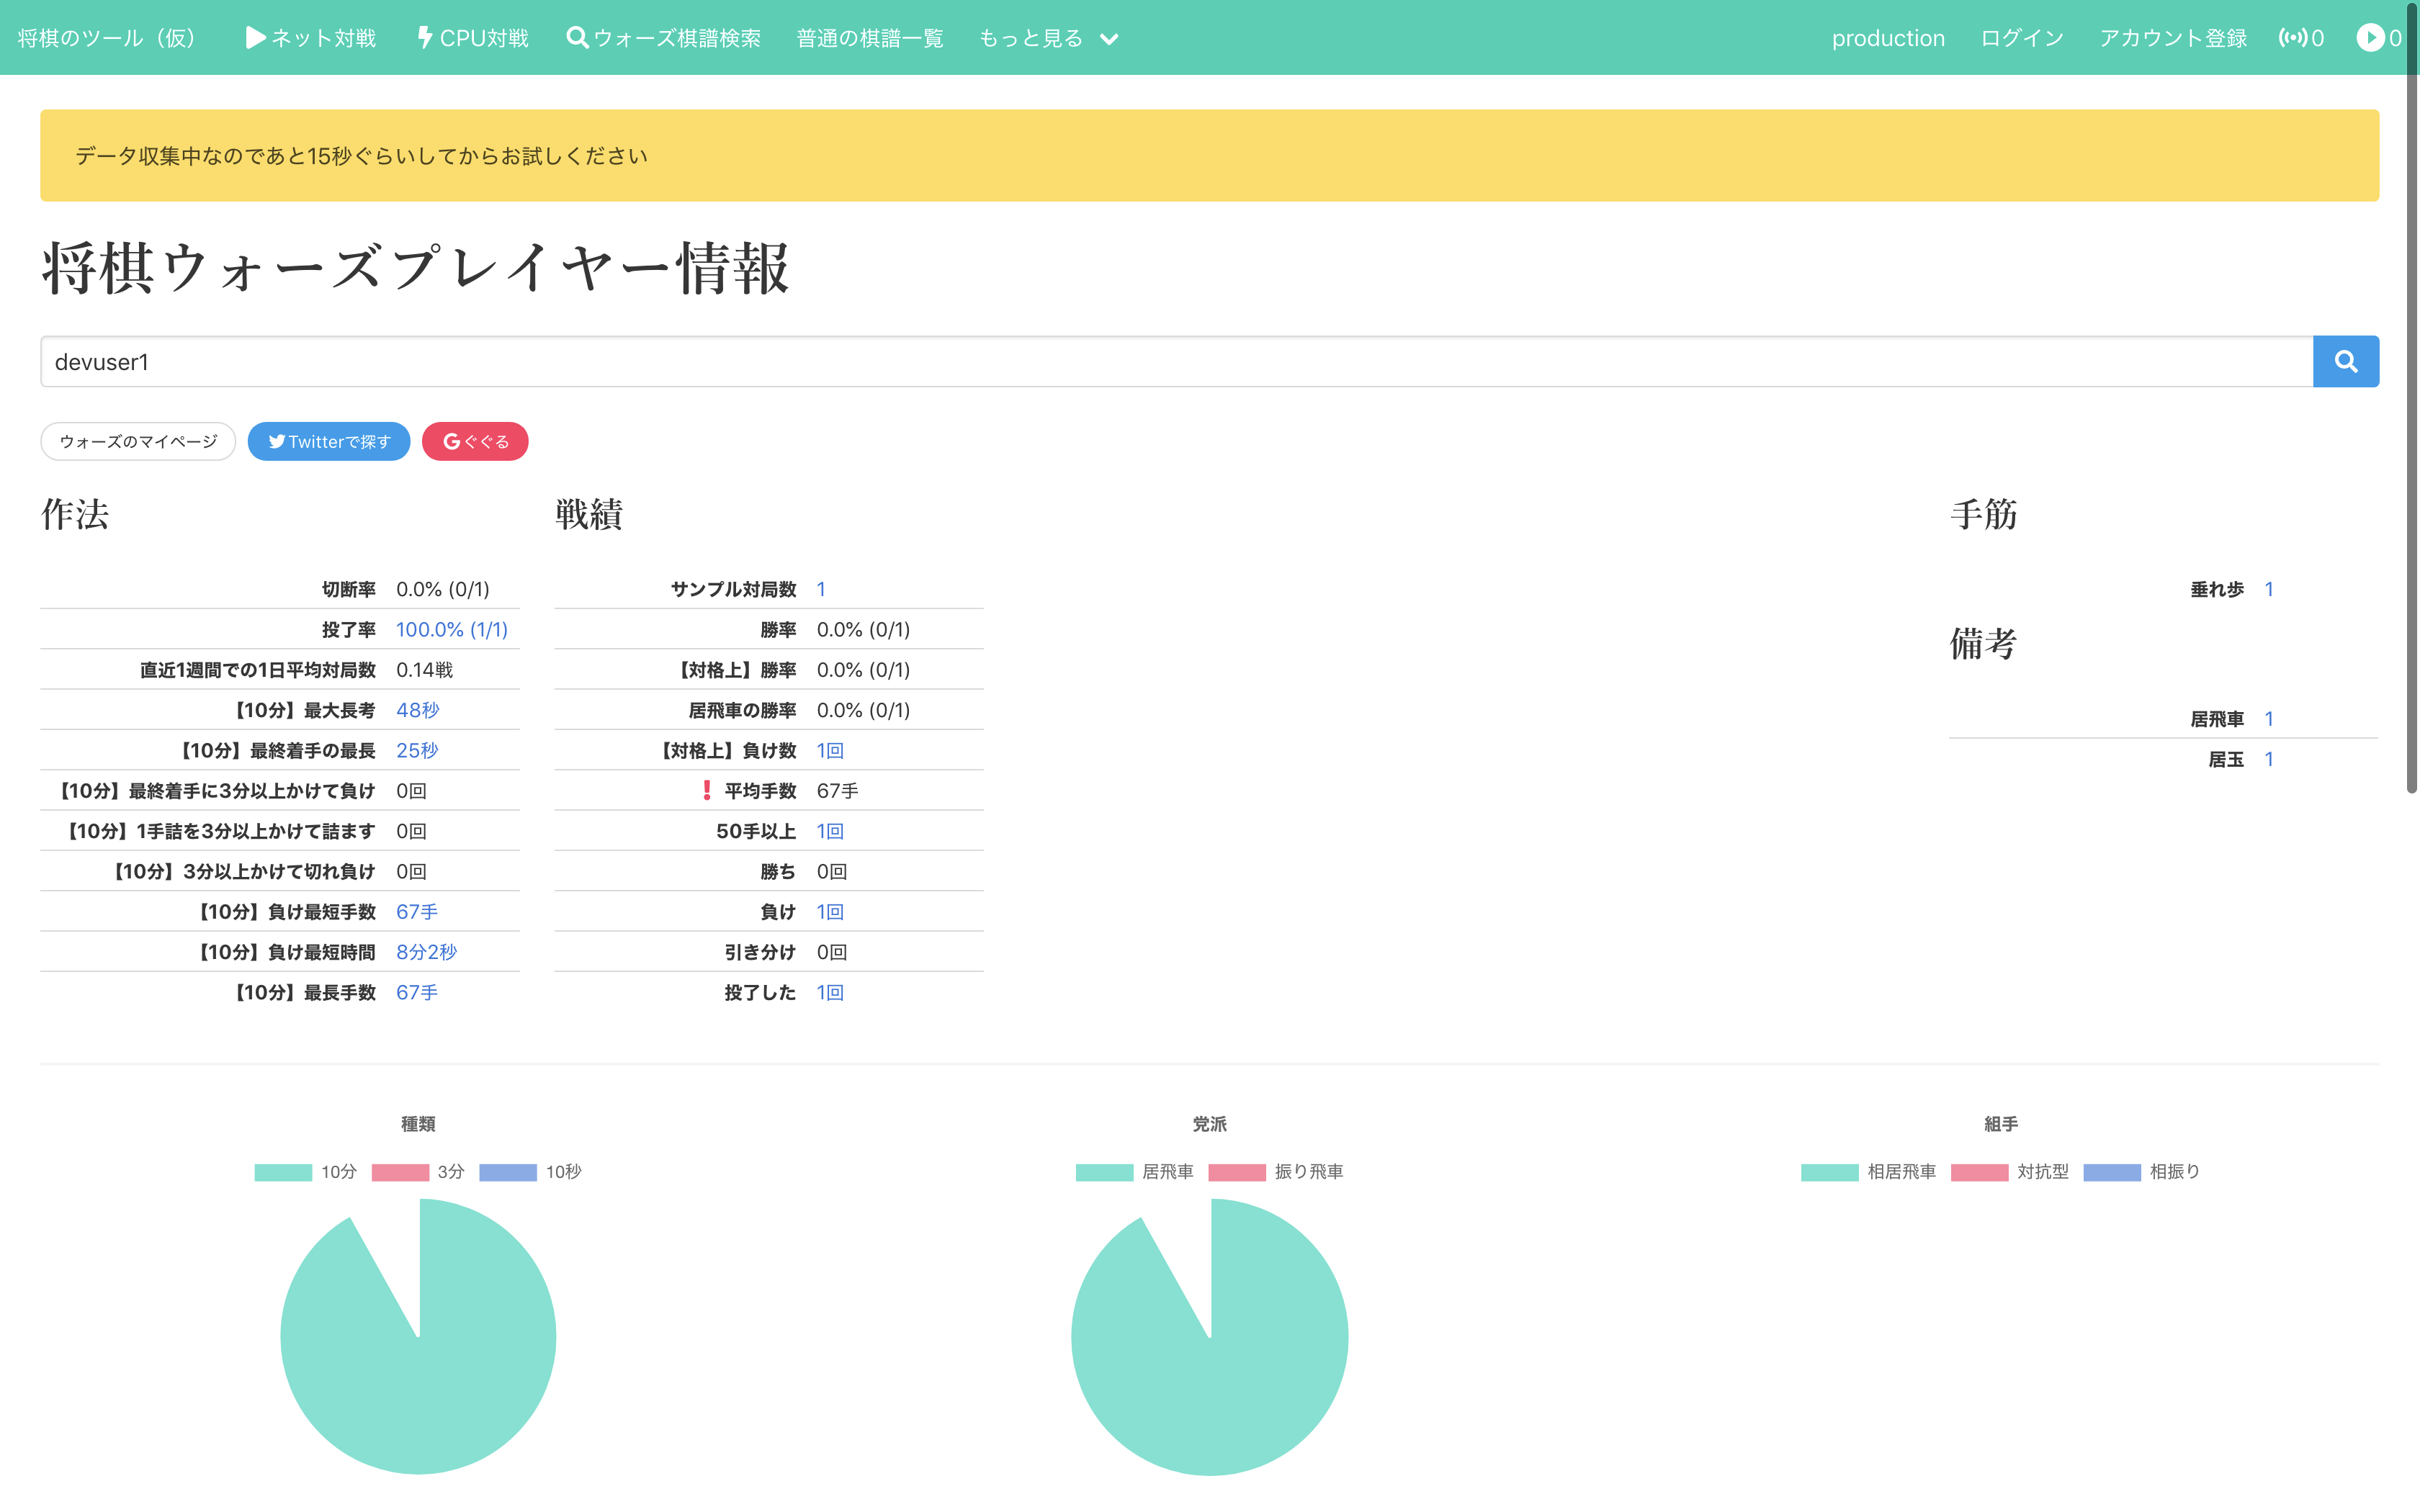 将棋のツール（仮） ネット対戦 CPU対戦 ウォーズ棋譜検索 普通の棋譜一覧 もっと見る production ログイン アカウント登録 0 0
データ収集中なのであと15秒ぐらいしてからお試しください
将棋ウォーズプレイヤー情報
devuser1
ウォーズのマイページ Twitterで探す ぐぐる
作法
切断率 0.0% (0/1)
投了率 100.0% (1/1)
直近1週間での1日平均対局数 0.14戦
【10分】最大長考 48秒
【10分】最終着手の最長 25秒
【10分】最終着手に3分以上かけて負け 0回
【10分】1手詰を3分以上かけて詰ます 0回
【10分】3分以上かけて切れ負け 0回
【10分】負け最短手数 67手
【10分】負け最短時間 8分2秒
【10分】最長手数 67手
戦績
サンプル対局数 1
勝率 0.0% (0/1)
【対格上】勝率 0.0% (0/1)
居飛車の勝率 0.0% (0/1)
【対格上】負け数 1回
❗ 平均手数 67手
50手以上 1回
勝ち 0回
負け 1回
引き分け 0回
投了した 1回
手筋
垂れ歩 1
備考
居飛車 1
居玉 1
種類
10分 3分 10秒
党派
居飛車 振り飛車
組手
相居飛車 対抗型 相振り